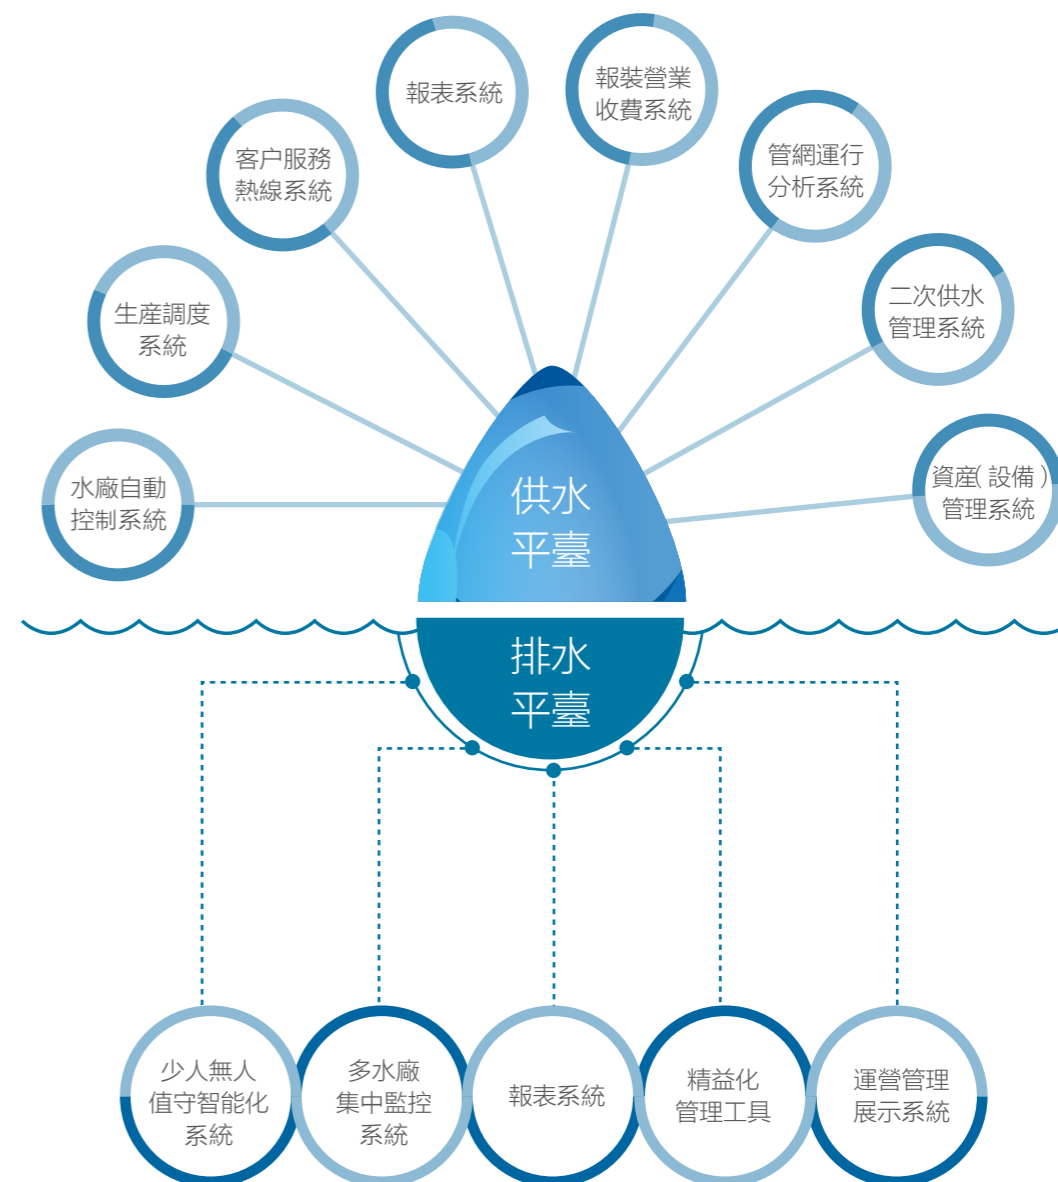 報表系統
報裝營業
收費系統
客户服務
熱線系統
管網運行
分析系統
生産調度
系統
二次供水
管理系統
水廠自動
控制系統
資産(設備)
管理系統
供水
平臺
排水
平臺
少人無人
值守智能化
系統
多水廠
集中監控
系統
報表系統
精益化
管理工具
運營管理
展示系統